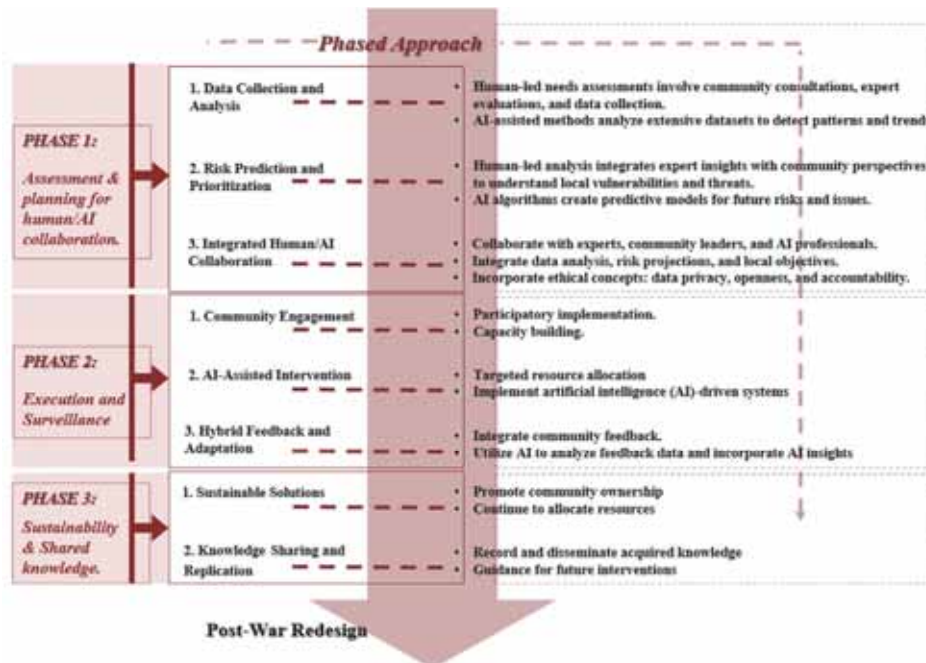 Phased Approach
PHASE 1:
Assessment &
planning for
human/AI
collaboration.
1. Data Collection and
Analysis
• Human-led needs assessments involve community consultations, expert
evaluations, and data collection.
• AI-assisted methods analyze extensive datasets to detect patterns and trend
2. Risk Prediction and
Prioritization
• Human-led analysis integrates expert insights with community perspectives
to understand local vulnerabilities and threats.
• AI algorithms create predictive models for future risks and issues.
3. Integrated Human/AI
Collaboration
• Collaborate with experts, community leaders, and AI professionals.
• Integrate data analysis, risk projections, and local objectives.
• Incorporate ethical concepts: data privacy, openness, and accountability.
PHASE 2:
Execution and
Surveillance
1. Community Engagement
• Participatory implementation.
• Capacity building.
2. AI-Assisted Intervention
• Targeted resource allocation
• Implement artificial intelligence (AI)-driven systems
3. Hybrid Feedback and
Adaptation
• Integrate community feedback.
• Utilize AI to analyze feedback data and incorporate AI insights
PHASE 3:
Sustainability
& Shared
knowledge.
1. Sustainable Solutions
• Promote community ownership
• Continue to allocate resources
2. Knowledge Sharing and
Replication
• Record and disseminate acquired knowledge
• Guidance for future interventions
Post-War Redesign